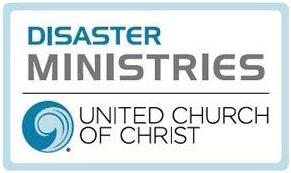 DISASTER
MINISTRIES
UNITED CHURCH
OF CHRIST
®